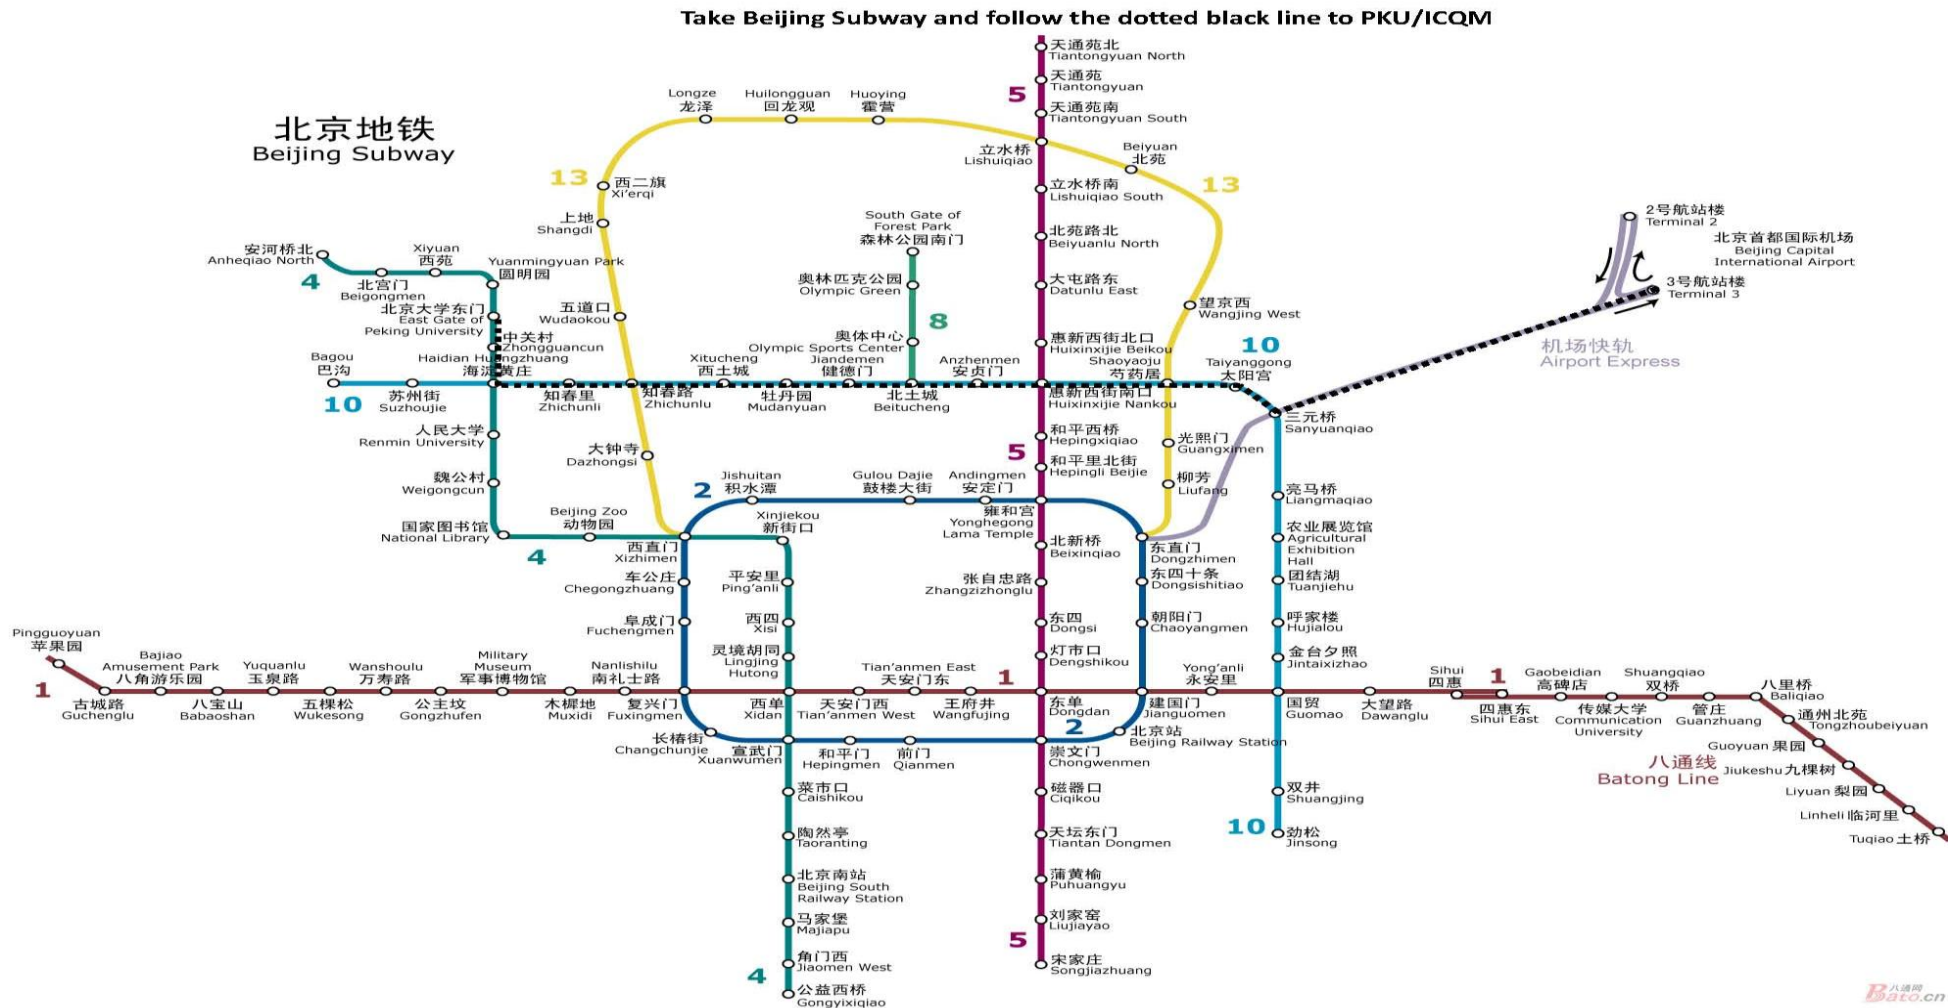 Take Beijing Subway and follow the dotted black line to PKU/ICQM
北京地铁
Beijing Subway
天通苑北
Tiantongyuan North
天通苑
Tiantongyuan
5
天通苑南
Tiantongyuan South
Longze
龙泽
Huilongguan
回龙观
Huoying
霍营
立水桥
Lishuiqiao
Beiyuan
北苑
13
西二旗
Xi'erqi
13
立水桥南
Lishuiqiao South
上地
Shangdi
South Gate of
Forest Park
森林公园南门
北苑路北
Beiyuanlu North
2号航站楼
Terminal 2
北京首都国际机场
Beijing Capital
International Airport
3号航站楼
Terminal 3
安河桥北
Anheqiao North
4
Xiyuan
西苑
Yuanmingyuan Park
圆明园
北宫门
Beigongmen
奥林匹克公园
Olympic Green
大屯路东
Datunlu East
北京大学东门
East Gate of
Peking University
五道口
Wudaokou
8
望京西
Wangjing West
中关村
Zhongguancun
奥体中心
Olympic Sports Center
惠新西街北口
Huixinxijie Beikou
10
机场快轨
Airport Express
Bagou
巴沟
Haidian Huangzhuang
海淀黄庄
Xitucheng
西土城
Jiandemen
健德门
Anzhenmen
安贞门
Shaoyaoju
芍药居
Taiyanggong
太阳宫
10
苏州街
Suzhoujie
知春里
Zhichunli
知春路
Zhichunlu
牡丹园
Mudanyuan
北土城
Beitucheng
惠新西街南口
Huixinxijie Nankou
三元桥
Sanyuanqiao
人民大学
Renmin University
大钟寺
Dazhongsi
5
和平西桥
Hepingxiqiao
光熙门
Guangximen
和平里北街
Hepingli Beijie
魏公村
Weigongcun
2
Jishuitan
积水潭
Gulou Dajie
鼓楼大街
Andingmen
安定门
柳芳
Liufang
亮马桥
Liangmaqiao
国家图书馆
National Library
Beijing Zoo
动物园
Xinjiekou
新街口
雍和宫
Yonghegong
Lama Temple
农业展览馆
Agricultural
Exhibition
Hall
4
西直门
Xizhimen
北新桥
Beixinqiao
东直门
Dongzhimen
车公庄
Chegongzhuang
平安里
Ping'anli
张自忠路
Zhangzizhonglu
东四十条
Dongsishitiao
团结湖
Tuanjiehu
阜成门
Fuchengmen
西四
Xisi
东四
Dongsi
朝阳门
Chaoyangmen
呼家楼
Hujialou
Pingguoyuan
苹果园
灵境胡同
Lingjing
Hutong
灯市口
Dengshikou
金台夕照
Jintaixizhao
1
Bajiao
Amusement Park
八角游乐园
Yuquanlu
玉泉路
Wanshoulu
万寿路
Military
Museum
军事博物馆
Nanlishilu
南礼士路
Tian'anmen East
天安门东
1
Yong'anli
永安里
Sihui
四惠
1
Gaobeidian
高碑店
Shuangqiao
双桥
八里桥
Baliqiao
古城路
Guchenglu
八宝山
Babaoshan
五棵松
Wukesong
公主坟
Gongzhufen
木樨地
Muxidi
复兴门
Fuxingmen
西单
Xidan
天安门西
Tian'anmen West
王府井
Wangfujing
东单
Dongdan
建国门
Jianguomen
国贸
Guomao
大望路
Dawanglu
四惠东
Sihui East
传媒大学
Communication
University
管庄
Guanzhuang
通州北苑
Tongzhoubeiyuan
2
长椿街
Changchunjie
宣武门
Xuanwumen
和平门
Hepingmen
前门
Qianmen
崇文门
Chongwenmen
北京站
Beijing Railway Station
八通线
Batong Line
Guoyuan 果园
Jiukeshu 九棵树
Liyuan 梨园
Linheli 临河里
Tuqiao 土桥
菜市口
Caishikou
磁器口
Ciqikou
双井
Shuangjing
10
劲松
Jinsong
陶然亭
Taoranting
天坛东门
Tiantan Dongmen
北京南站
Beijing South
Railway Station
蒲黄榆
Puhuangyu
马家堡
Majiapu
刘家窑
Liujiayao
5
角门西
Jiaomen West
宋家庄
Songjiazhuang
4
公益西桥
Gongyixiqiao
八通网
Bato.cn